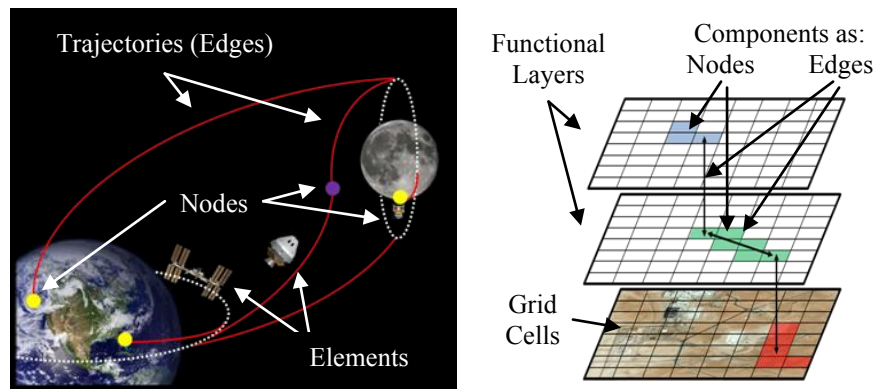 Trajectories (Edges)
Nodes
Elements
Functional
Layers
Components as:
Nodes
Edges
Grid
Cells